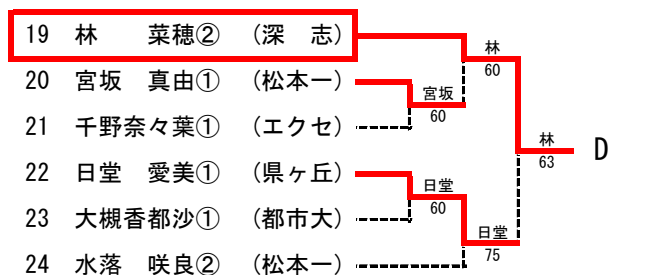 19 林　　菜穂② (深　志)
20 宮坂　真由① (松本一)
21 千野奈々葉① (エクセ)
22 日堂　愛美① (県ヶ丘)
23 大槻香都沙① (都市大)
24 水落　咲良② (松本一)
宮坂
60
日堂
60
林
60
日堂
75
林
63
D